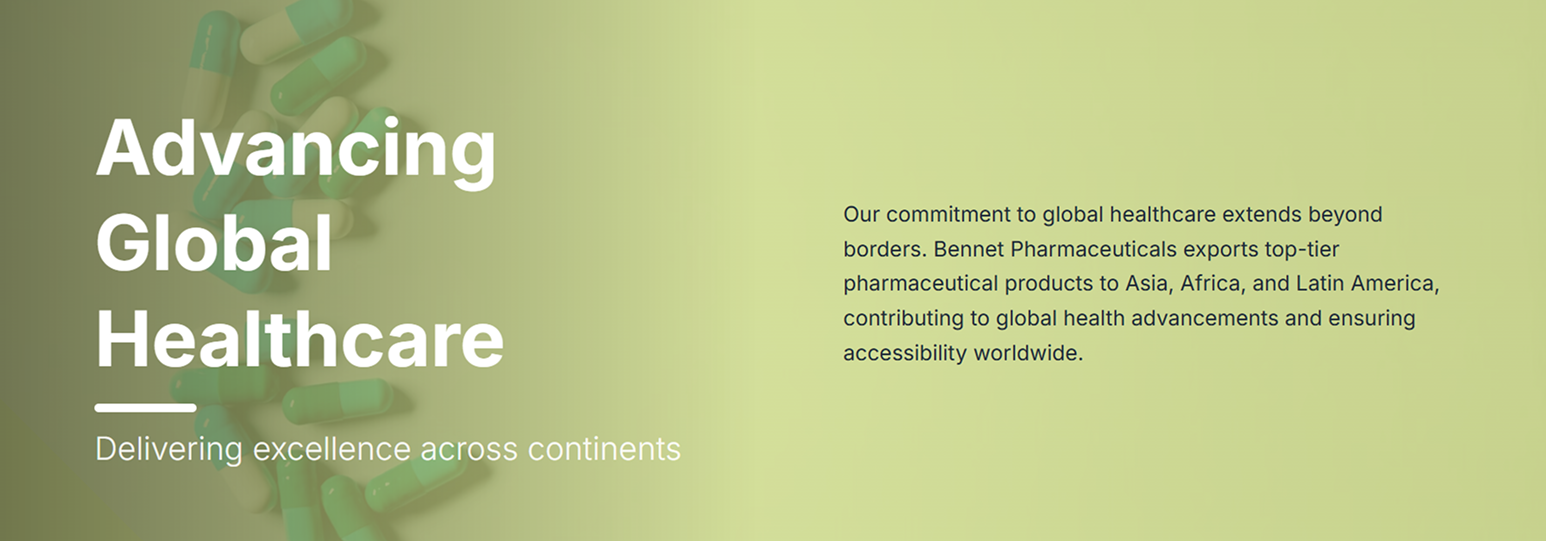 Advancing
Global
Healthcare
Delivering excellence across continents
Our commitment to global healthcare extends beyond
borders. Bennet Pharmaceuticals exports top-tier
pharmaceutical products to Asia, Africa, and Latin America,
contributing to global health advancements and ensuring
accessibility worldwide.